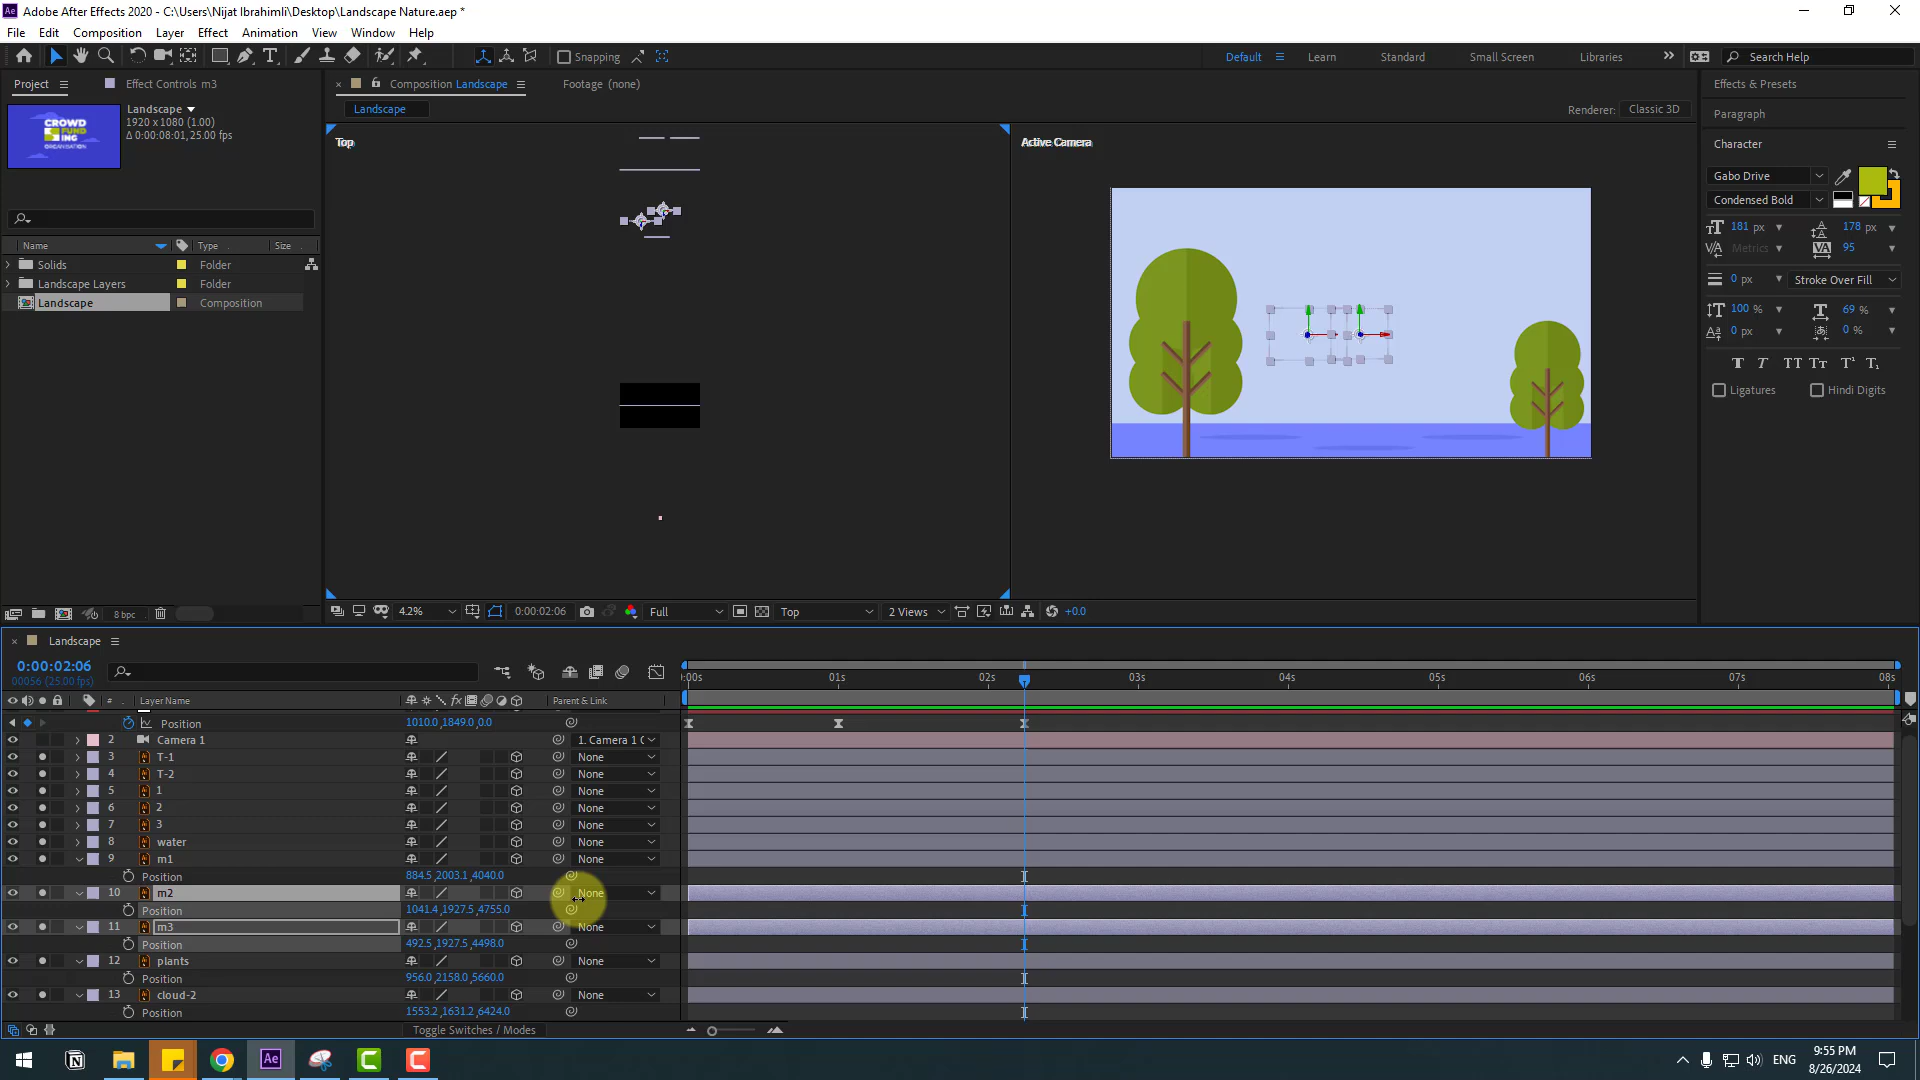 Adobe After Effects 2020 - C:\Users\Nijat Ibrahimli\Desktop\Landscape Nature.aep *
File Edit Composition Layer Effect Animation View Window Help
Snapping
Default Learn Standard Small Screen Libraries Search Help
Project Effect Controls m3
Composition Landscape Footage (none)
Effects & Presets
Landscape
1920 x 1080 (1.00)
Δ 0:00:08:01, 25.00 fps
CROWD
FUND
ING
ORGANISATION
Landscape
Renderer: Classic 3D
Paragraph
Top
Active Camera
Character
Gabo Drive
Condensed Bold
181 px
178 px
Metrics
95
0 px
Stroke Over Fill
100 %
69 %
0 px
0 %
Ligatures
Hindi Digits
Name Type Size
Solids Folder
Landscape Layers Folder
Landscape Composition
8 bpc
4.2% 0:00:02:06 Full Top 2 Views +0.0
Landscape
0:00:02:06
00056 (25.00 fps)
:00s 01s 02s 03s 04s 05s 06s 07s 08s
# Layer Name Parent & Link
Position 1010.0,1849.0,0.0
2 Camera 1 1. Camera 1 C
3 T-1 None
4 T-2 None
5 1 None
6 2 None
7 3 None
8 water None
9 m1 None
Position 884.5,2003.1,4040.0
10 m2 None
Position 1041.4,1927.5,4755.0
11 m3 None
Position 492.5,1927.5,4498.0
12 plants None
Position 956.0,2158.0,5660.0
13 cloud-2 None
Position 1553.2,1631.2,6424.0
Toggle Switches / Modes
ENG
9:55 PM
8/26/2024